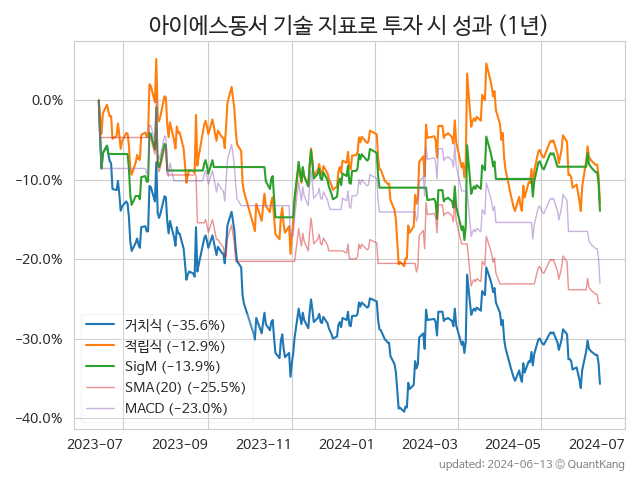 아이에스동서 기술 지표로 투자 시 성과 (1년)
0.0%
−10.0%
−20.0%
−30.0%
−40.0%
거치식 (−35.6%)
적립식 (−12.9%)
SigM (−13.9%)
SMA(20) (−25.5%)
MACD (−23.0%)
2023-07 2023-09 2023-11 2024-01 2024-03 2024-05 2024-07
updated: 2024-06-13 © QuantKang